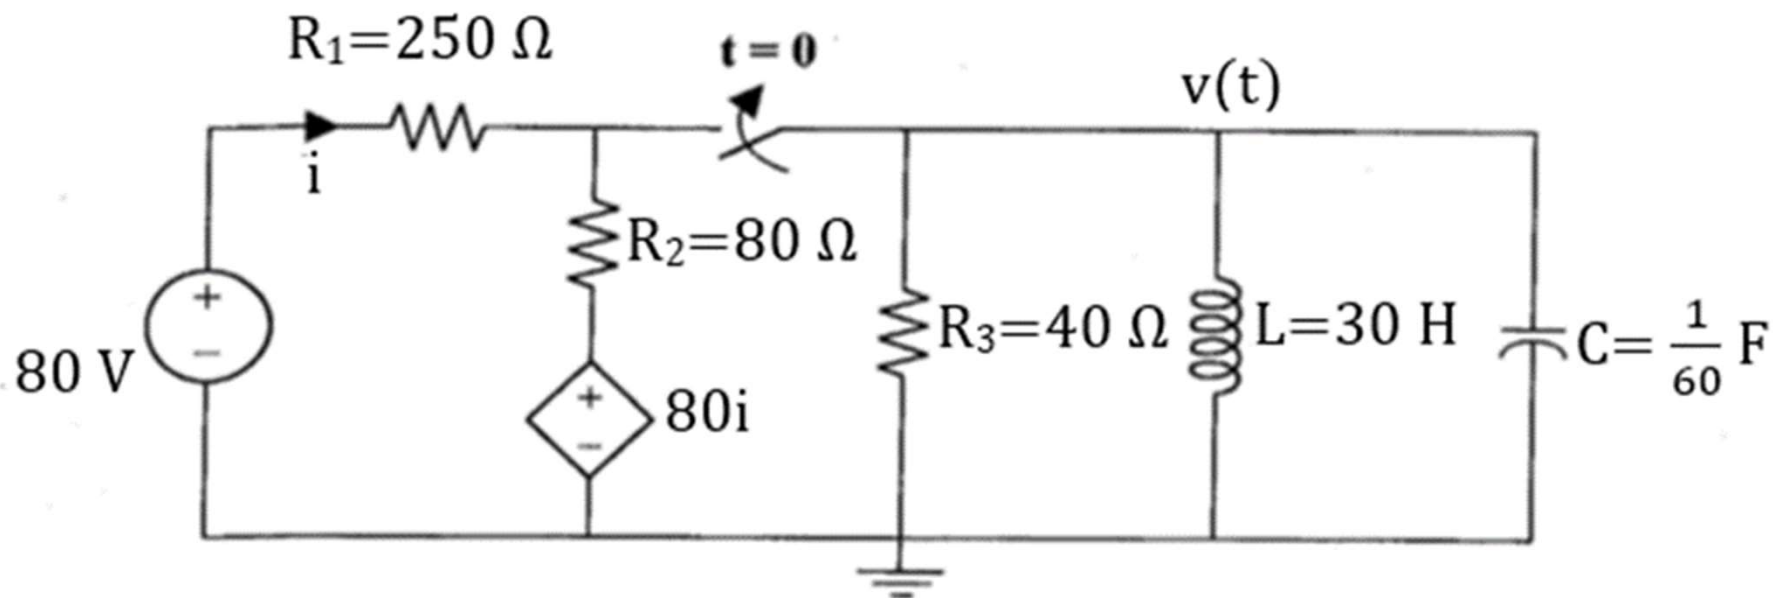 R₁=250 Ω
t = 0
v(t)
i
R₂=80 Ω
+
−
80 V
R₃=40 Ω
L=30 H
C= 1/60 F
+
−
80i